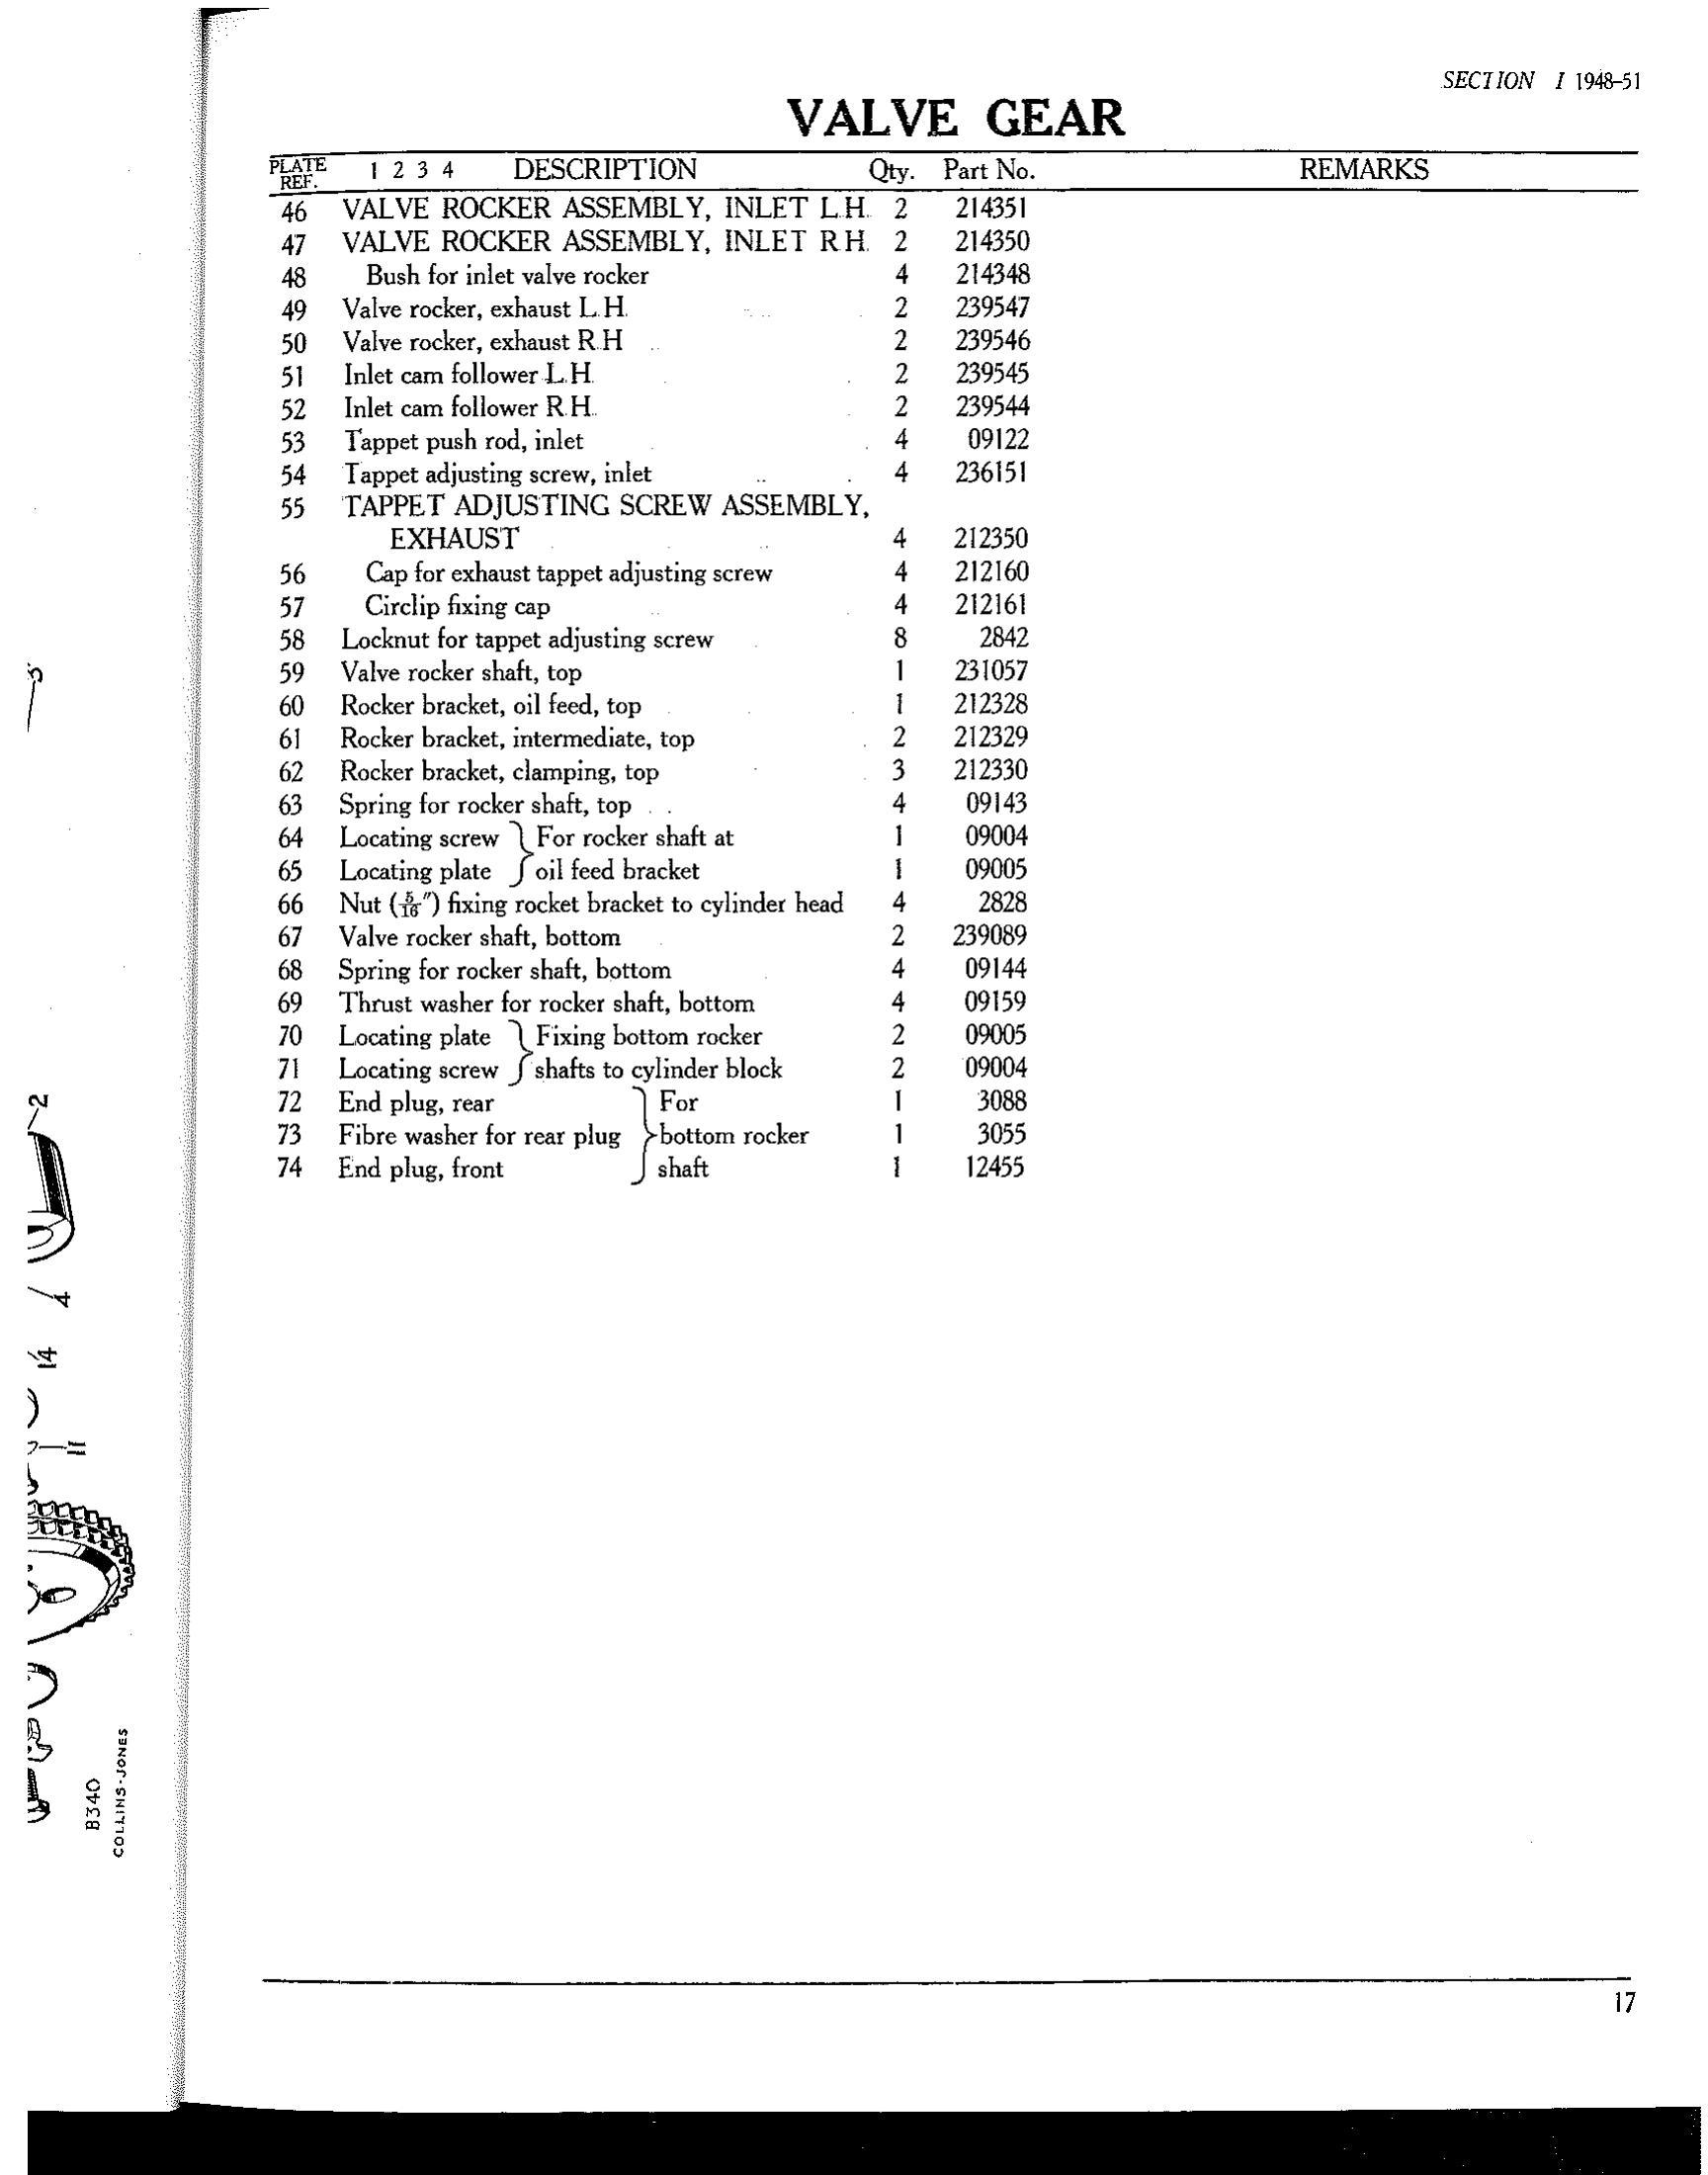 SECTION I 1948–51
VALVE GEAR
PLATE REF. 1 2 3 4 DESCRIPTION Qty. Part No. REMARKS
46 VALVE ROCKER ASSEMBLY, INLET L.H. 2 214351
47 VALVE ROCKER ASSEMBLY, INLET R.H. 2 214350
48 Bush for inlet valve rocker 4 214348
49 Valve rocker, exhaust L.H. 2 239547
50 Valve rocker, exhaust R.H 2 239546
51 Inlet cam follower L.H. 2 239545
52 Inlet cam follower R.H. 2 239544
53 Tappet push rod, inlet 4 09122
54 Tappet adjusting screw, inlet 4 236151
55 TAPPET ADJUSTING SCREW ASSEMBLY,
EXHAUST 4 212350
56 Cap for exhaust tappet adjusting screw 4 212160
57 Circlip fixing cap 4 212161
58 Locknut for tappet adjusting screw 8 2842
59 Valve rocker shaft, top 1 231057
60 Rocker bracket, oil feed, top 1 212328
61 Rocker bracket, intermediate, top 2 212329
62 Rocker bracket, clamping, top 3 212330
63 Spring for rocker shaft, top 4 09143
64 Locating screw } For rocker shaft at 1 09004
65 Locating plate } oil feed bracket 1 09005
66 Nut (5/16″) fixing rocket bracket to cylinder head 4 2828
67 Valve rocker shaft, bottom 2 239089
68 Spring for rocker shaft, bottom 4 09144
69 Thrust washer for rocker shaft, bottom 4 09159
70 Locating plate } Fixing bottom rocker 2 09005
71 Locating screw } shafts to cylinder block 2 09004
72 End plug, rear } For 1 3088
73 Fibre washer for rear plug } bottom rocker 1 3055
74 End plug, front } shaft 1 12455
17
2
4
14
11
B340
COLLINS-JONES